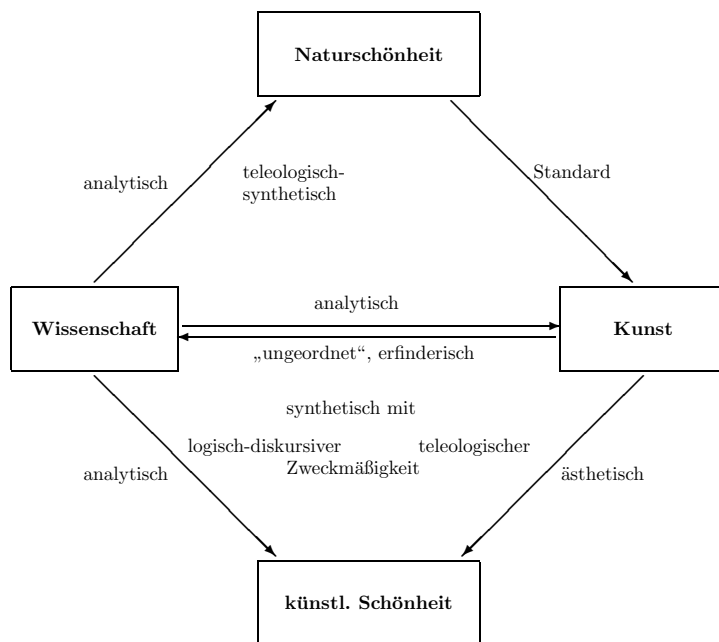 Naturschönheit
analytisch
teleologisch-
synthetisch
Standard
Wissenschaft
analytisch
Kunst
„ungeordnet“, erfinderisch
synthetisch mit
logisch-diskursiver teleologischer
Zweckmäßigkeit
analytisch
ästhetisch
künstl. Schönheit